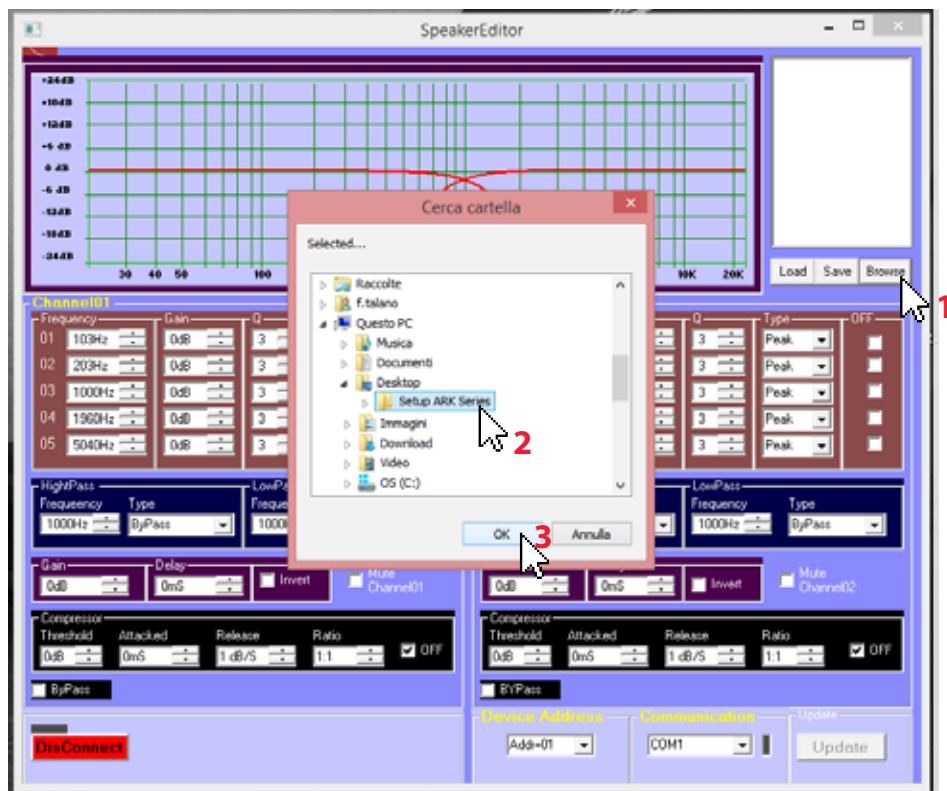 SpeakerEditor
+24dB
+18dB
+12dB
+6 dB
0 dB
-6 dB
-12dB
-18dB
-24dB
30 40 50 100 10K 20K
Load Save Browse
1
Cerca cartella
Selected...
Raccolte
f.talano
Questo PC
Musica
Documenti
Desktop
Setup ARK Series
2
Immagini
Download
Video
OS (C:)
OK
3
Annulla
Channel01
Frequency Gain Q Q Type OFF
01 103Hz 0dB 3 3 Peak
02 203Hz 0dB 3 3 Peak
03 1000Hz 0dB 3 3 Peak
04 1960Hz 0dB 3 3 Peak
05 5040Hz 0dB 3 3 Peak
HightPass LowPass
Frequeency Type Frequency Type
1000Hz ByPass 1000Hz ByPass
Gain Delay
0dB 0mS Invert Mute Channel01 0dB 0mS Invert Mute Channel02
Compressor Compressor
Threshold Attacked Release Ratio Threshold Attacked Release Ratio
0dB 0mS 1 dB/S 1:1 OFF 0dB 0mS 1 dB/S 1:1 OFF
ByPass BYPass
Device Address Communication Update
DisConnect Addr=01 COM1 Update